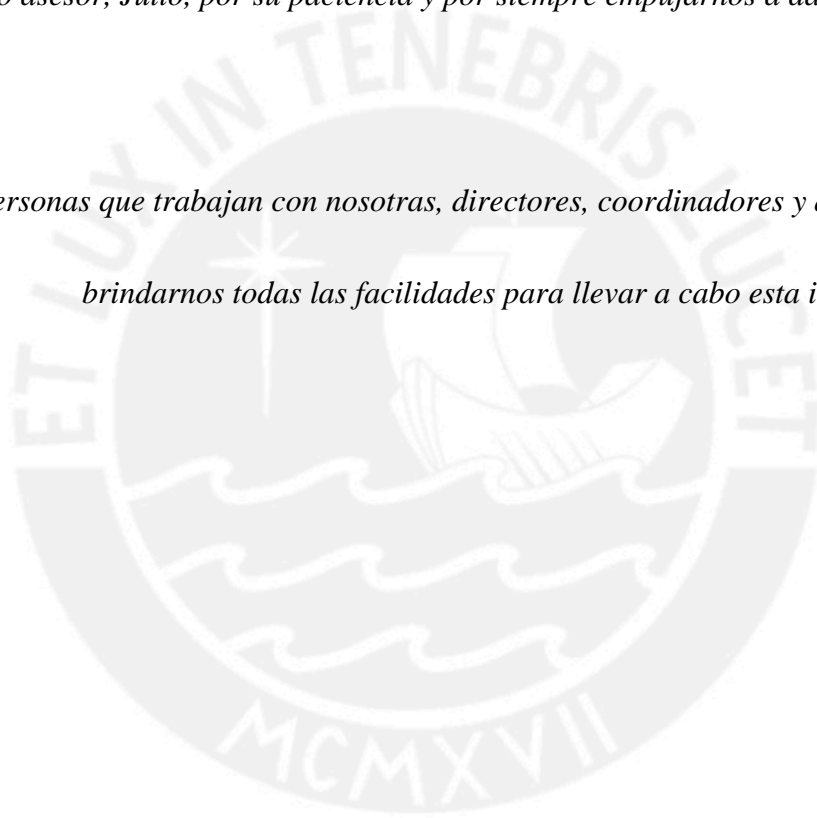 o asesor, Julio, por su paciencia y por siempre empujarnos a da
ersonas que trabajan con nosotras, directores, coordinadores y
brindarnos todas las facilidades para llevar a cabo esta i
ET LUX IN TENEBRIS LUCET
MCMXVII